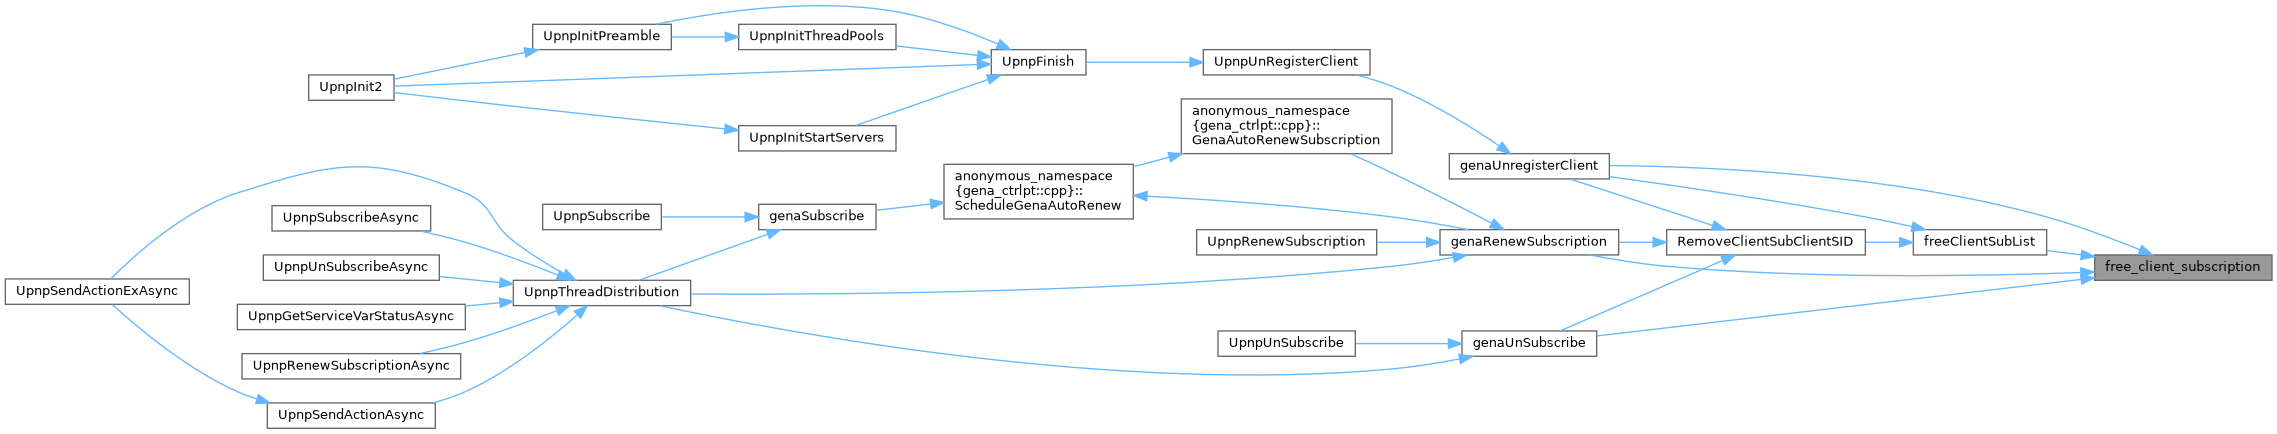 UpnpInitPreamble
UpnpInitThreadPools
UpnpFinish
UpnpUnRegisterClient
UpnpInit2
anonymous_namespace
{gena_ctrlpt::cpp}::
GenaAutoRenewSubscription
UpnpInitStartServers
genaUnregisterClient
anonymous_namespace
{gena_ctrlpt::cpp}::
ScheduleGenaAutoRenew
UpnpSubscribeAsync
UpnpSubscribe
genaSubscribe
UpnpRenewSubscription
genaRenewSubscription
RemoveClientSubClientSID
freeClientSubList
UpnpUnSubscribeAsync
free_client_subscription
UpnpSendActionExAsync
UpnpThreadDistribution
UpnpGetServiceVarStatusAsync
UpnpUnSubscribe
genaUnSubscribe
UpnpRenewSubscriptionAsync
UpnpSendActionAsync